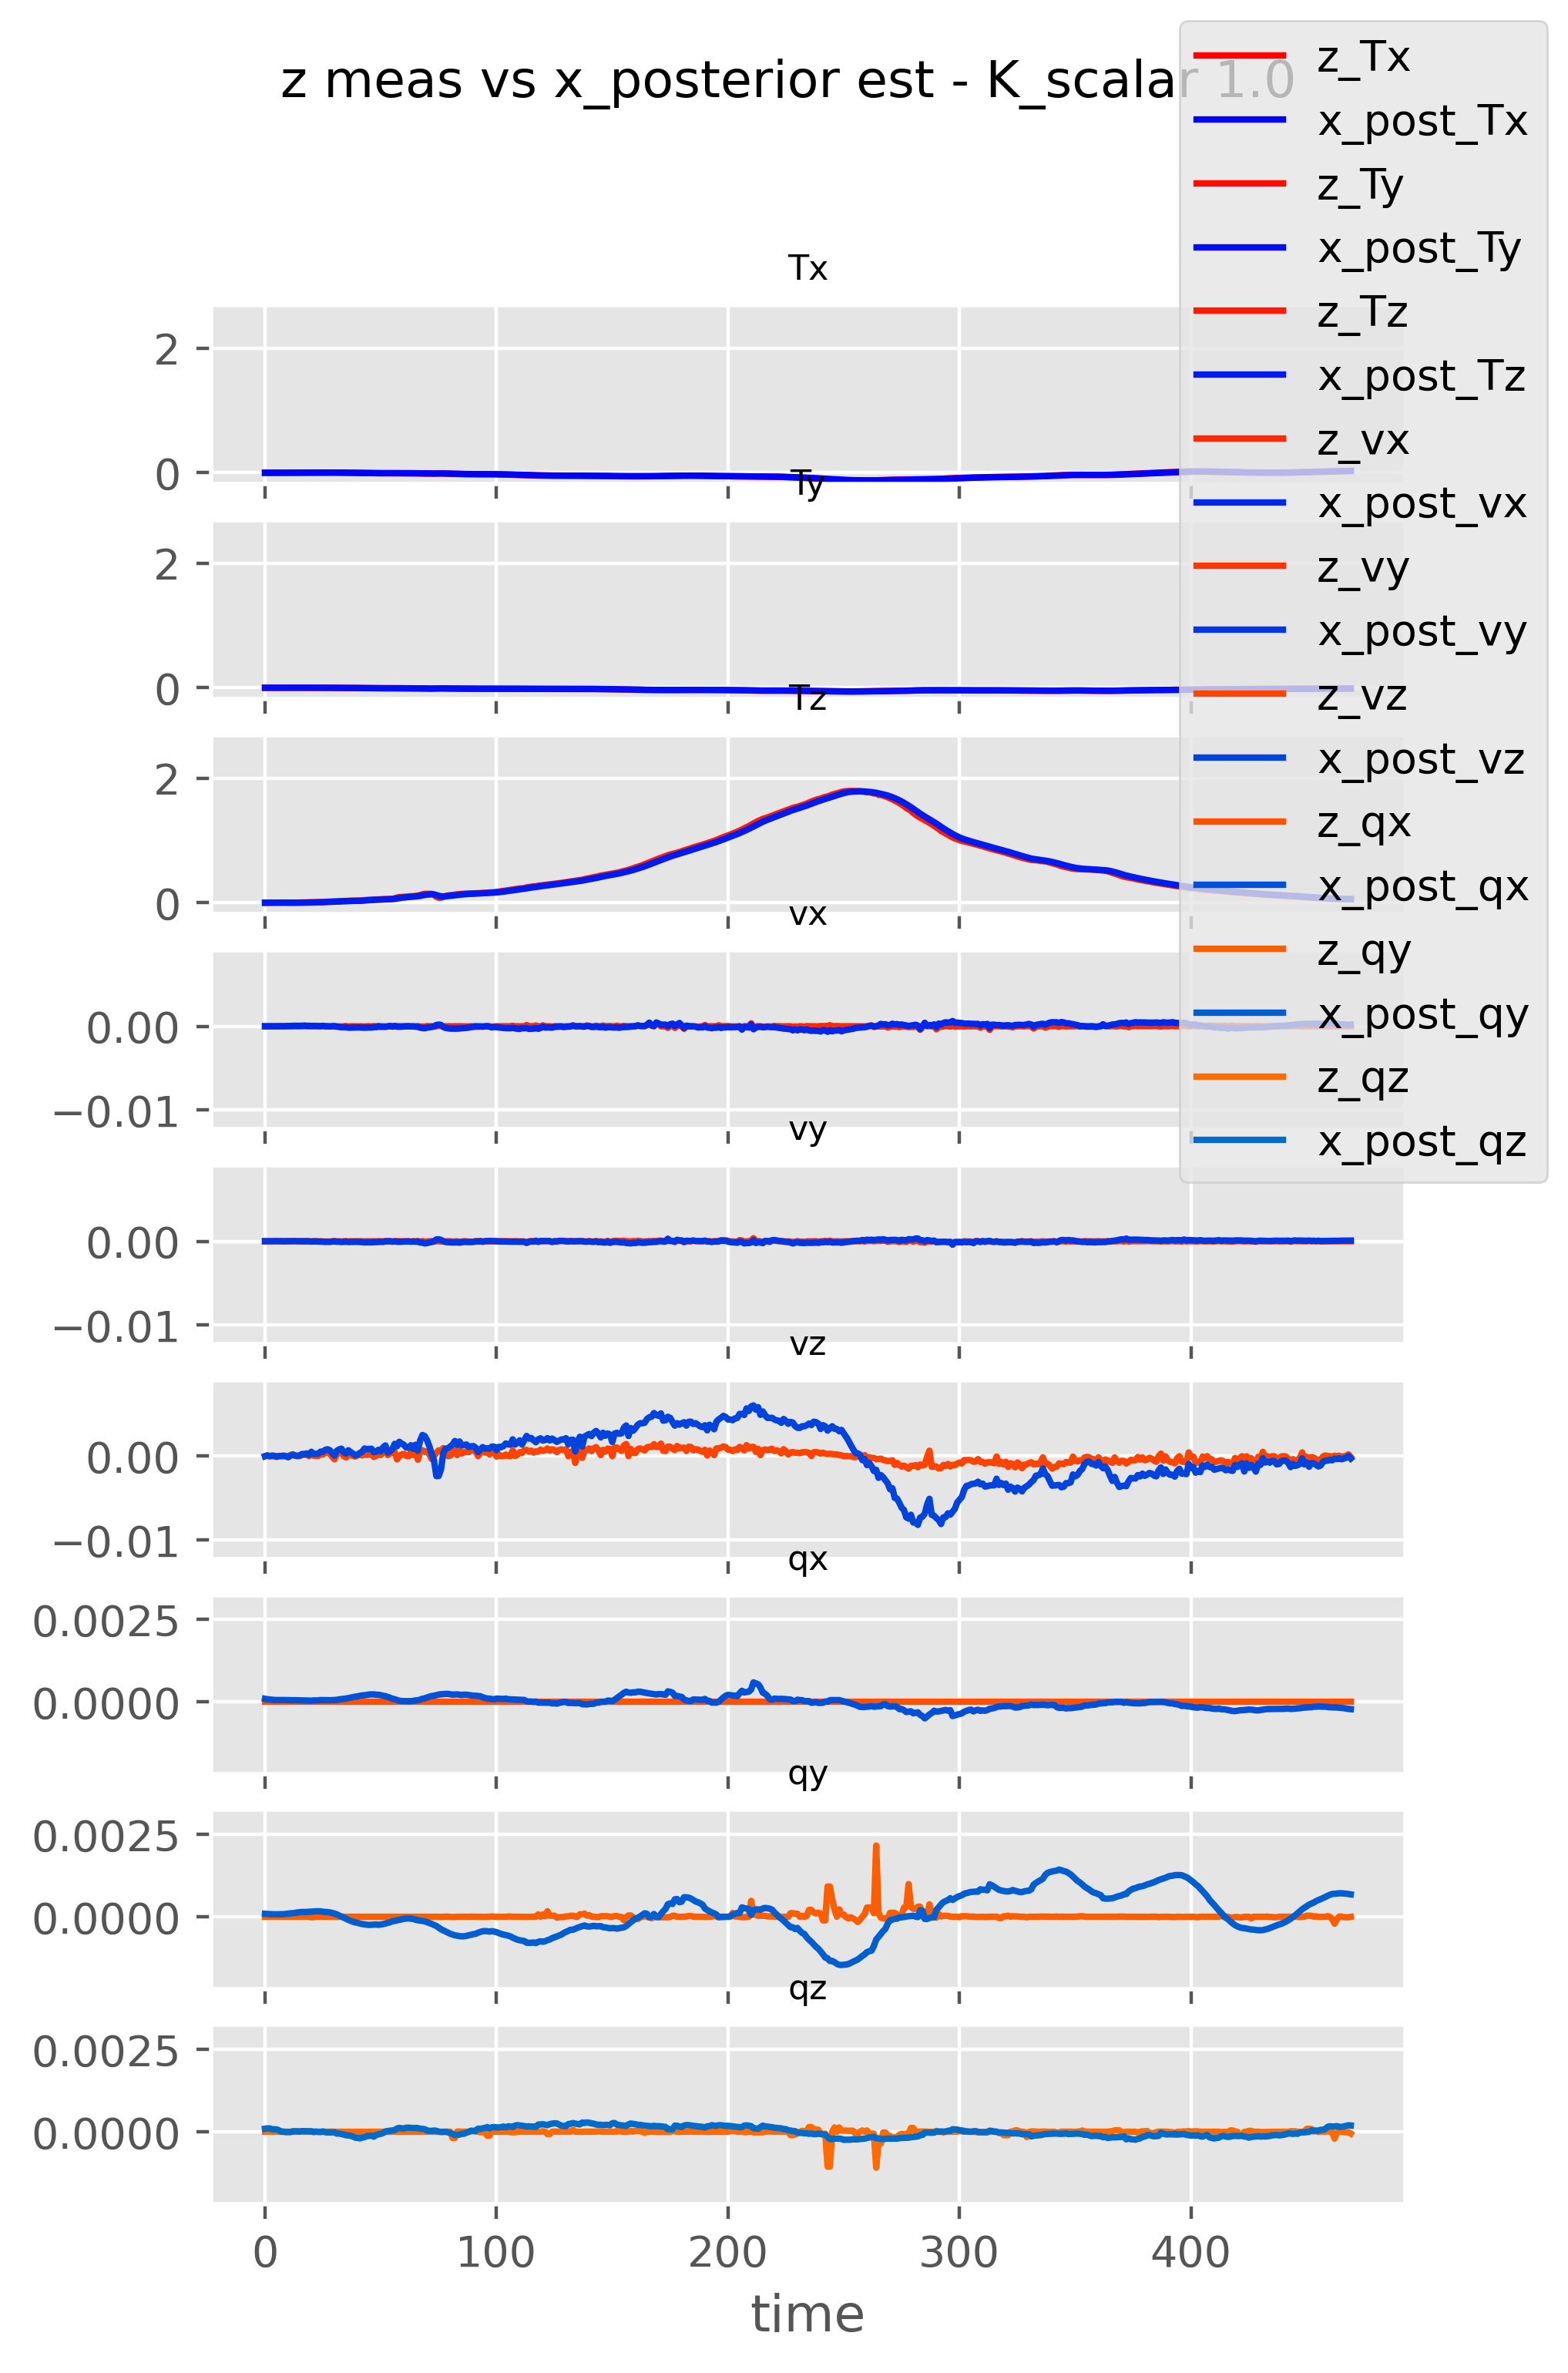 z meas vs x_posterior est - K_scalar 1.0
z_Tx
x_post_Tx
z_Ty
x_post_Ty
z_Tz
x_post_Tz
z_vx
x_post_vx
z_vy
x_post_vy
z_vz
x_post_vz
z_qx
x_post_qx
z_qy
x_post_qy
z_qz
x_post_qz
Tx
2
0
Ty
2
0
Tz
2
0
vx
0.00
−0.01
vy
0.00
−0.01
vz
0.00
−0.01
qx
0.0025
0.0000
qy
0.0025
0.0000
qz
0.0025
0.0000
0 100 200 300 400
time